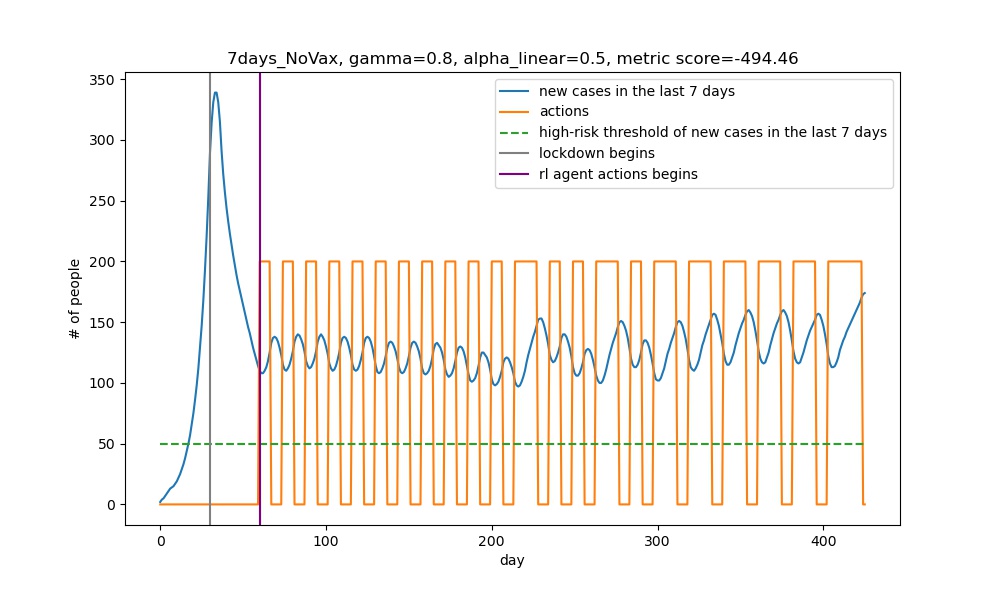 7days_NoVax, gamma=0.8, alpha_linear=0.5, metric score=-494.46
new cases in the last 7 days
actions
high-risk threshold of new cases in the last 7 days
lockdown begins
rl agent actions begins
# of people
350
300
250
200
150
100
50
0
0 100 200 300 400
day